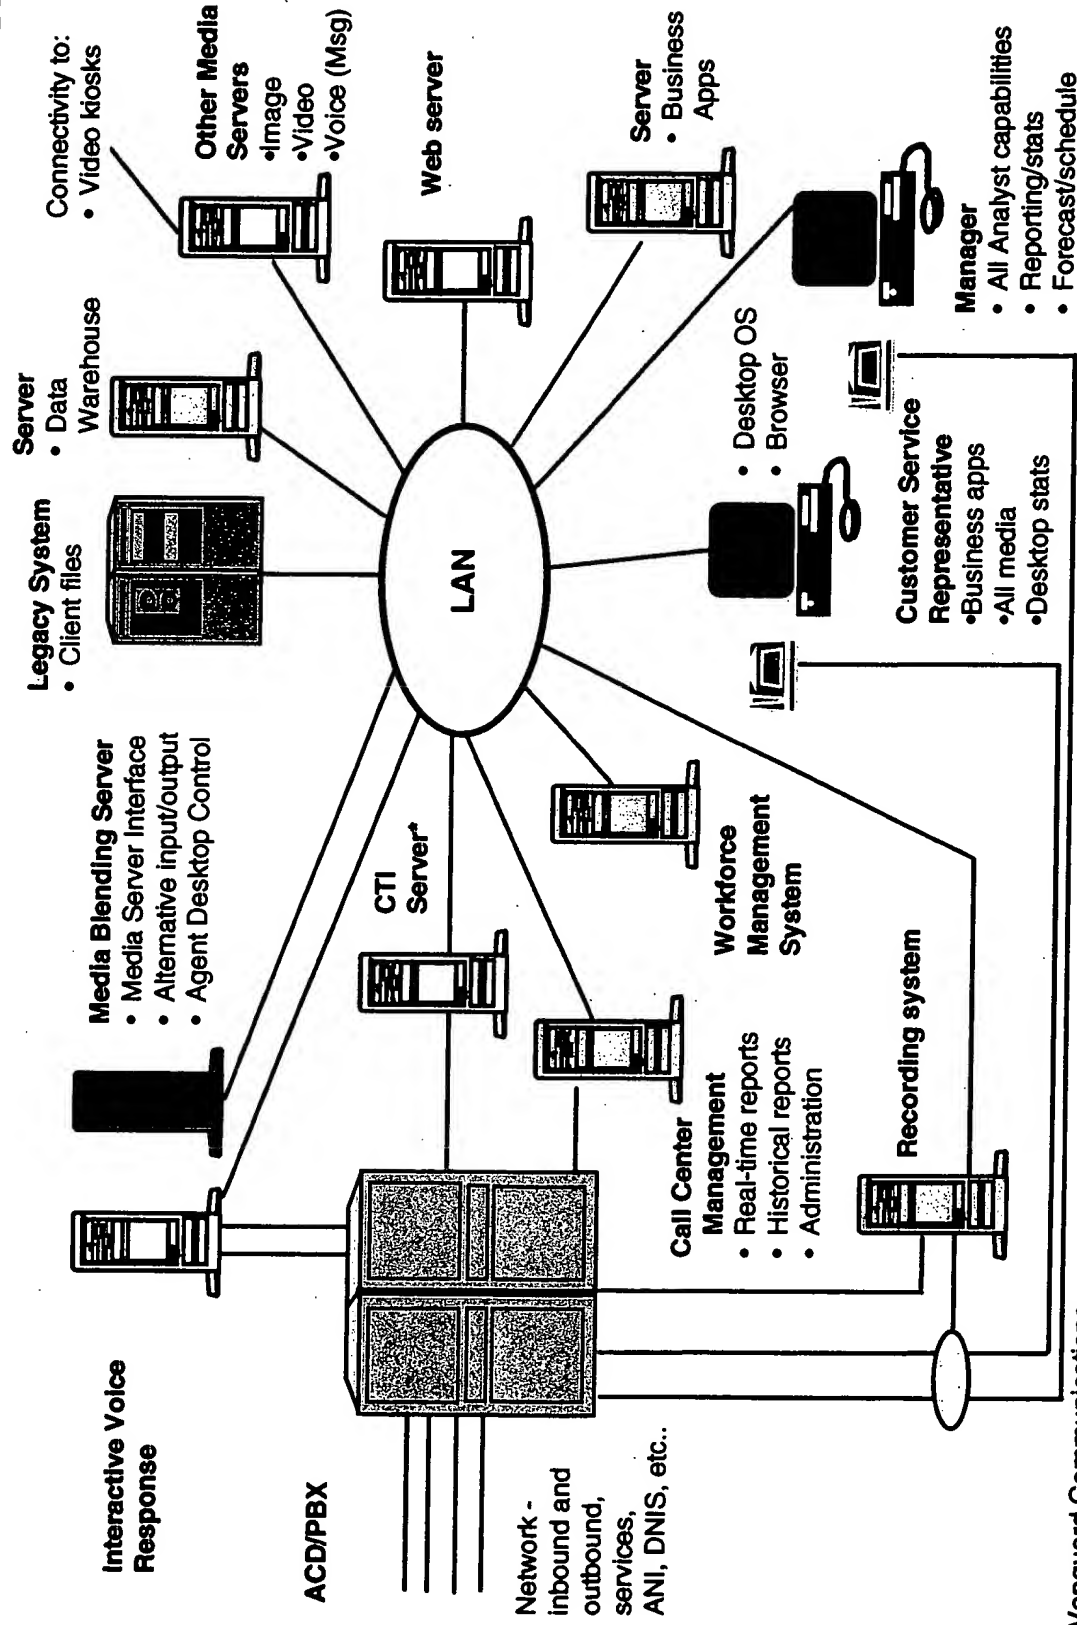 Interactive Voice
Response
Media Blending Server
• Media Server Interface
• Alternative input/output
• Agent Desktop Control
Legacy System
• Client files
Server
• Data
Warehouse
Connectivity to:
• Video kiosks
Other Media
Servers
•Image
•Video
•Voice (Msg)
ACD/PBX
CTI
Server*
LAN
Web server
Network -
inbound and
outbound,
services,
ANI, DNIS, etc..
Call Center
Management
• Real-time reports
• Historical reports
• Administration
Workforce
Management
System
Server
• Business
Apps
• Desktop OS
• Browser
Recording system
Customer Service
Representative
•Business apps
•All media
•Desktop stats
Manager
• All Analyst capabilities
• Reporting/stats
• Forecast/schedule
Vanguard Communications